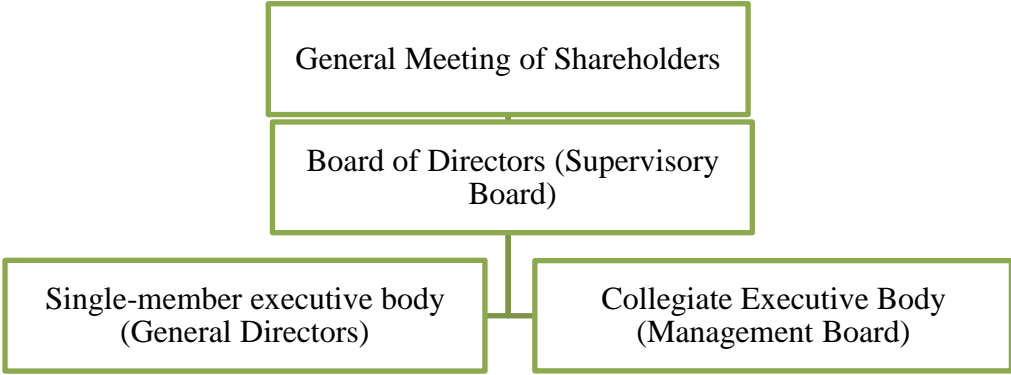 General Meeting of Shareholders
Board of Directors (Supervisory
Board)
Single-member executive body
(General Directors)
Collegiate Executive Body
(Management Board)